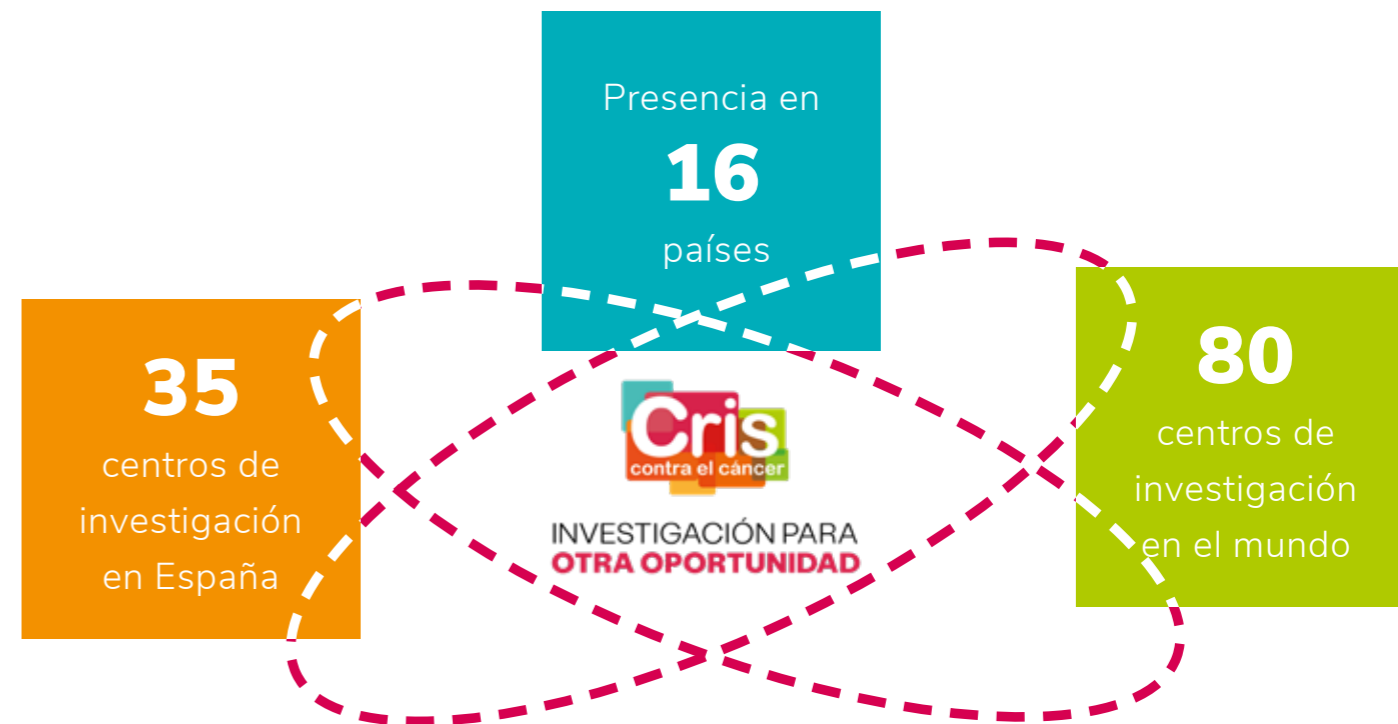 Presencia en
16
países
35
centros de
investigación
en España
Cris
contra el cáncer
INVESTIGACIÓN PARA
OTRA OPORTUNIDAD
80
centros de
investigación
en el mundo